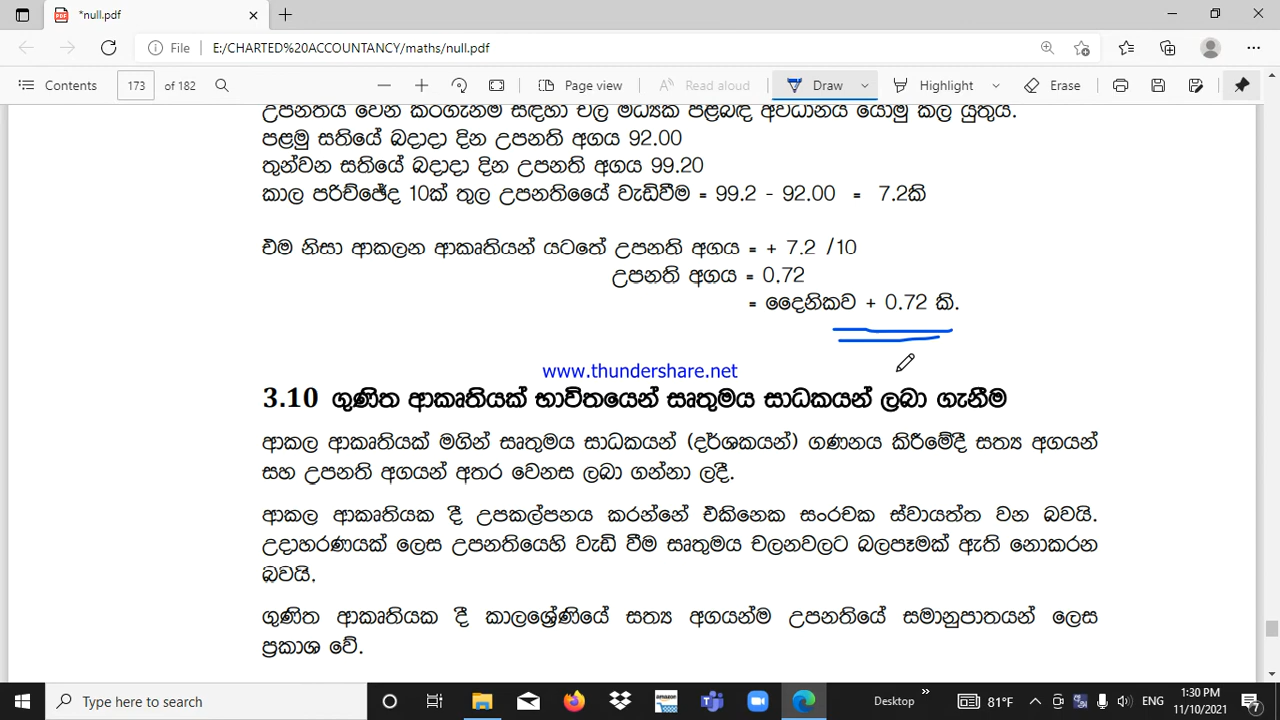 *null.pdf
File E:/CHARTED%20ACCOUNTANCY/maths/null.pdf
Contents 173 of 182 Page view Read aloud Draw Highlight Erase
උපනතිය වෙන් කරගැනීම සඳහා චල මධ්‍යක පළබඳ අවධානය යොමු කල යුතුය.
පළමු සතියේ බදාදා දින උපනති අගය 92.00
තුන්වන සතියේ බදාදා දින උපනති අගය 99.20
කාල පරිච්ඡේද 10ක් තුල උපනතියෙේ වැඩිවීම = 99.2 - 92.00 = 7.2කි
එම නිසා ආකලන ආකෘතියන් යටතේ උපනති අගය = + 7.2 /10
උපනති අගය = 0.72
= දෛනිකව + 0.72 කි.
www.thundershare.net
3.10 ගුණිත ආකෘතියක් භාවිතයෙන් සෘතුමය සාධකයන් ලබා ගැනීම
ආකල ආකෘතියක් මගින් සෘතුමය සාධකයන් (දර්ශකයන්) ගණනය කිරීමේදී සත්‍ය අගයන්
සහ උපනති අගයන් අතර වෙනස ලබා ගන්නා ලදී.
ආකල ආකෘතියක දී උපකල්පනය කරන්නේ එකිනෙක සංරචක ස්වායත්ත වන බවයි.
උදාහරණයක් ලෙස උපනතියෙහි වැඩි වීම සෘතුමය චලනවලට බලපෑමක් ඇති නොකරන
බවයි.
ගුණිත ආකෘතියක දී කාලශ්‍රේණියේ සත්‍ය අගයන්ම උපනතියේ සමානුපාතයන් ලෙස
ප්‍රකාශ වේ.
Type here to search Desktop 81°F ENG 1:30 PM
11/10/2021 7